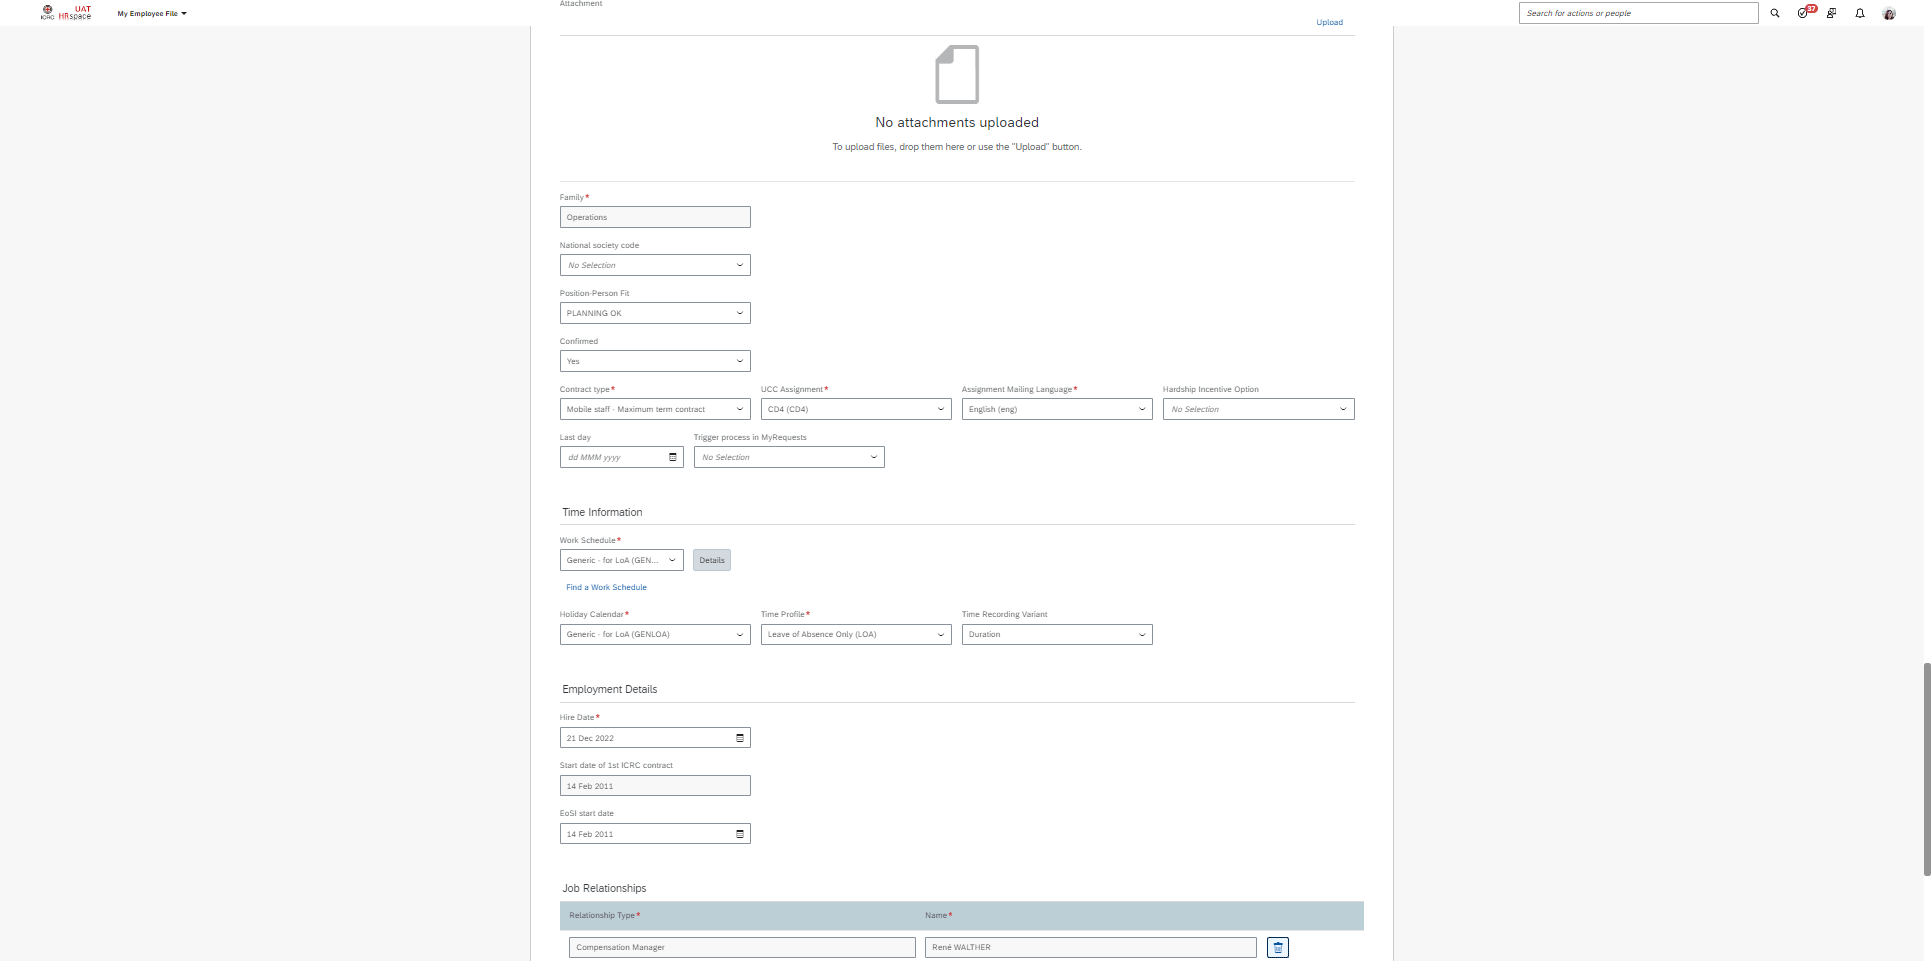 ICRC
UAT
HRspace
My Employee File
Search for actions or people
37
Attachment
Upload
No attachments uploaded
To upload files, drop them here or use the "Upload" button.
Family*
Operations
National society code
No Selection
Position-Person Fit
PLANNING OK
Confirmed
Yes
Contract type* UCC Assignment* Assignment Mailing Language* Hardship Incentive Option
Mobile staff - Maximum term contract CD4 (CD4) English (eng) No Selection
Last day Trigger process in MyRequests
dd MMM yyyy No Selection
Time Information
Work Schedule*
Generic - for LoA (GEN... Details
Find a Work Schedule
Holiday Calendar* Time Profile* Time Recording Variant
Generic - for LoA (GENLOA) Leave of Absence Only (LOA) Duration
Employment Details
Hire Date*
21 Dec 2022
Start date of 1st ICRC contract
14 Feb 2011
EoSI start date
14 Feb 2011
Job Relationships
Relationship Type* Name*
Compensation Manager René WALTHER